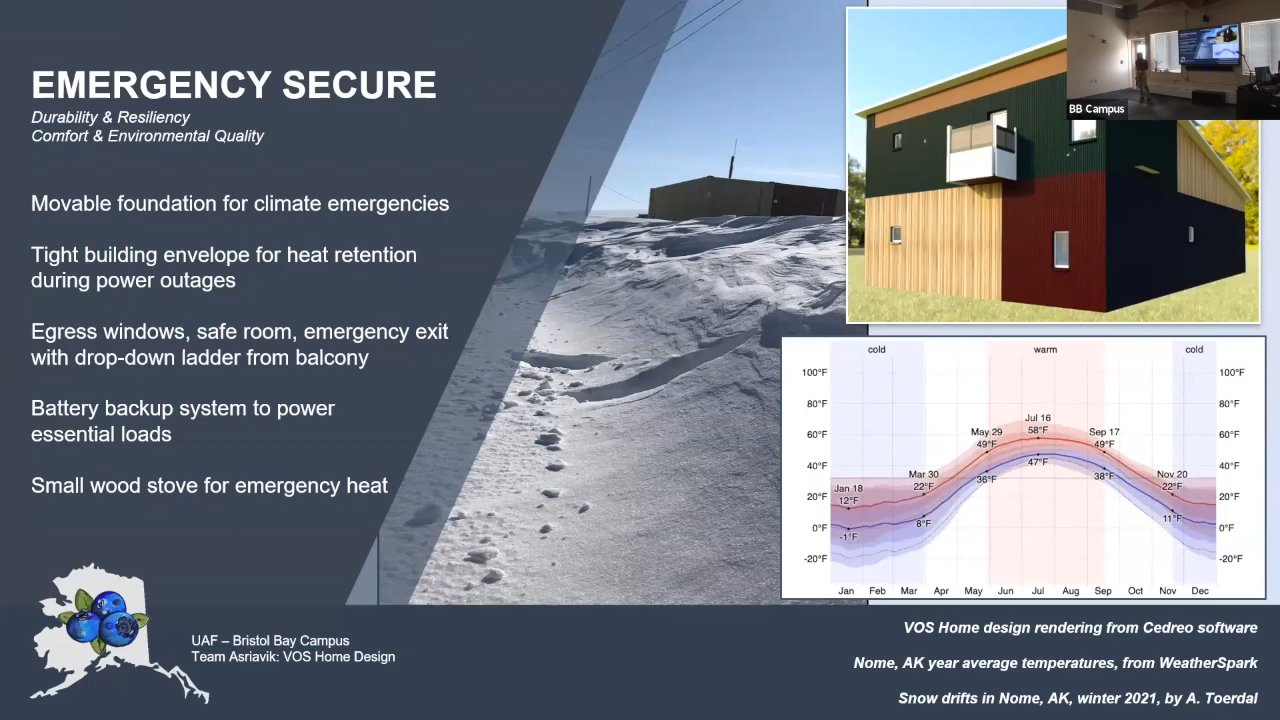 EMERGENCY SECURE
Durability & Resiliency
Comfort & Environmental Quality
Movable foundation for climate emergencies
Tight building envelope for heat retention
during power outages
Egress windows, safe room, emergency exit
with drop-down ladder from balcony
Battery backup system to power
essential loads
Small wood stove for emergency heat
UAF – Bristol Bay Campus
Team Asriavik: VOS Home Design
BB Campus
cold
warm
cold
100°F
100°F
80°F
80°F
60°F
60°F
40°F
40°F
20°F
20°F
0°F
0°F
-20°F
-20°F
Jan 18
12°F
-1°F
Mar 30
22°F
8°F
May 29
49°F
36°F
Jul 16
58°F
47°F
Sep 17
49°F
38°F
Nov 20
22°F
11°F
Jan Feb Mar Apr May Jun Jul Aug Sep Oct Nov Dec
VOS Home design rendering from Cedreo software
Nome, AK year average temperatures, from WeatherSpark
Snow drifts in Nome, AK, winter 2021, by A. Toerdal